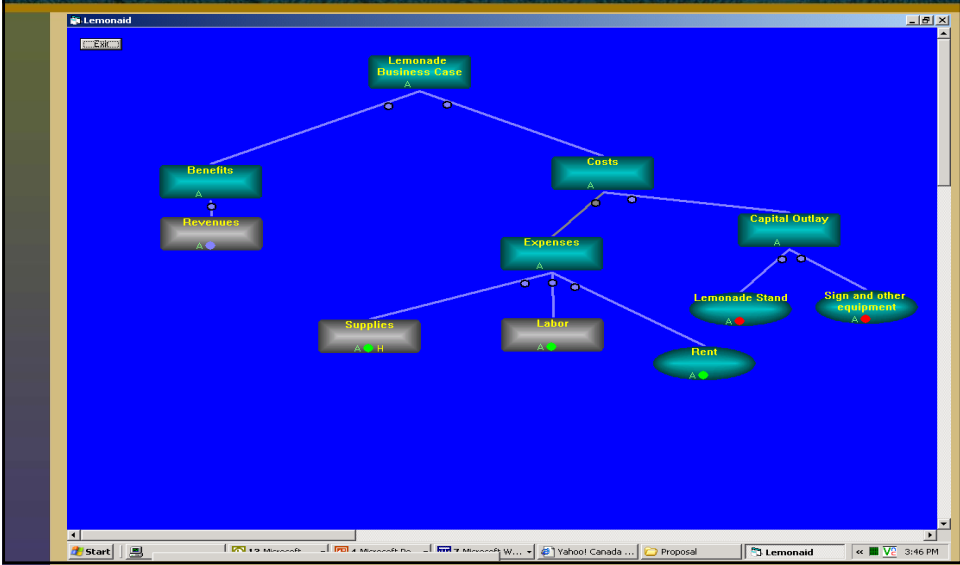 Lemonaid
Exit
Lemonade
Business Case
A
Benefits
A
Costs
A
Revenues
A
Capital Outlay
A
Expenses
A
Lemonade Stand
A
Sign and other
equipment
A
Supplies
A H
Labor
A
Rent
A
Start
Yahoo! Canada ...
Proposal
Lemonaid
3:46 PM